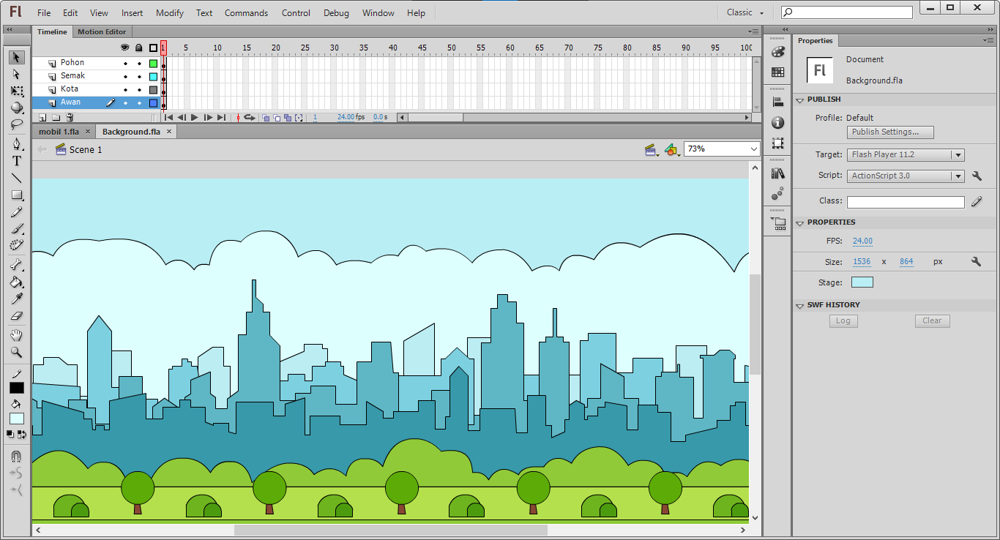 Fl File Edit View Insert Modify Text Commands Control Debug Window Help Classic
Timeline Motion Editor
Properties
1 5 10 15 20 25 30 35 40 45 50 55 60 65 70 75 80 85 90 95 100
Pohon
Semak
Kota
Awan
1 24.00 fps 0.0 s
mobil 1.fla × Background.fla ×
Scene 1
73%
Fl
Document
Background.fla
PUBLISH
Profile: Default
Publish Settings...
Target: Flash Player 11.2
Script: ActionScript 3.0
Class:
PROPERTIES
FPS: 24.00
Size: 1536 x 864 px
Stage:
SWF HISTORY
Log Clear
T